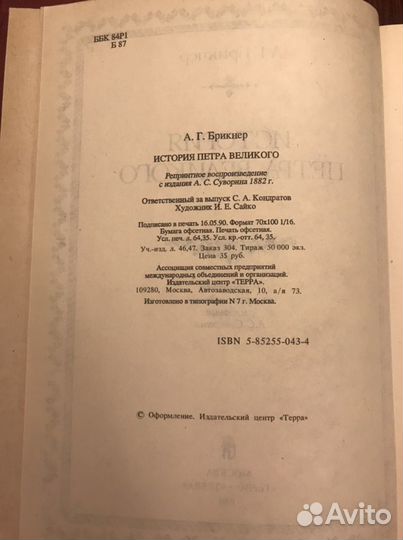 ББК 84Р1
Б 87
А. Г. Брикнер
ИСТОРИЯ ПЕТРА ВЕЛИКОГО
Репринтное воспроизведение
с издания А. С. Суворина 1882 г.
Ответственный за выпуск С. А. Кондратов
Художник И. Е. Сайко
Подписано в печать 16.05.90. Формат 70х100 1/16.
Бумага офсетная. Печать офсетная.
Усл. печ. л. 64,35. Усл. кр.-отт. 64,35.
Уч.-изд. л. 46,47. Заказ 304. Тираж 50 000 экз.
Цена 35 руб.
Ассоциация совместных предприятий
международных объединений и организаций.
Издательский центр «ТЕРРА».
109280, Москва, Автозаводская, 10, а/я 73.
Изготовлено в типографии N 7 г. Москва.
ISBN 5-85255-043-4
© Оформление. Издательский центр «Терра»
Avito